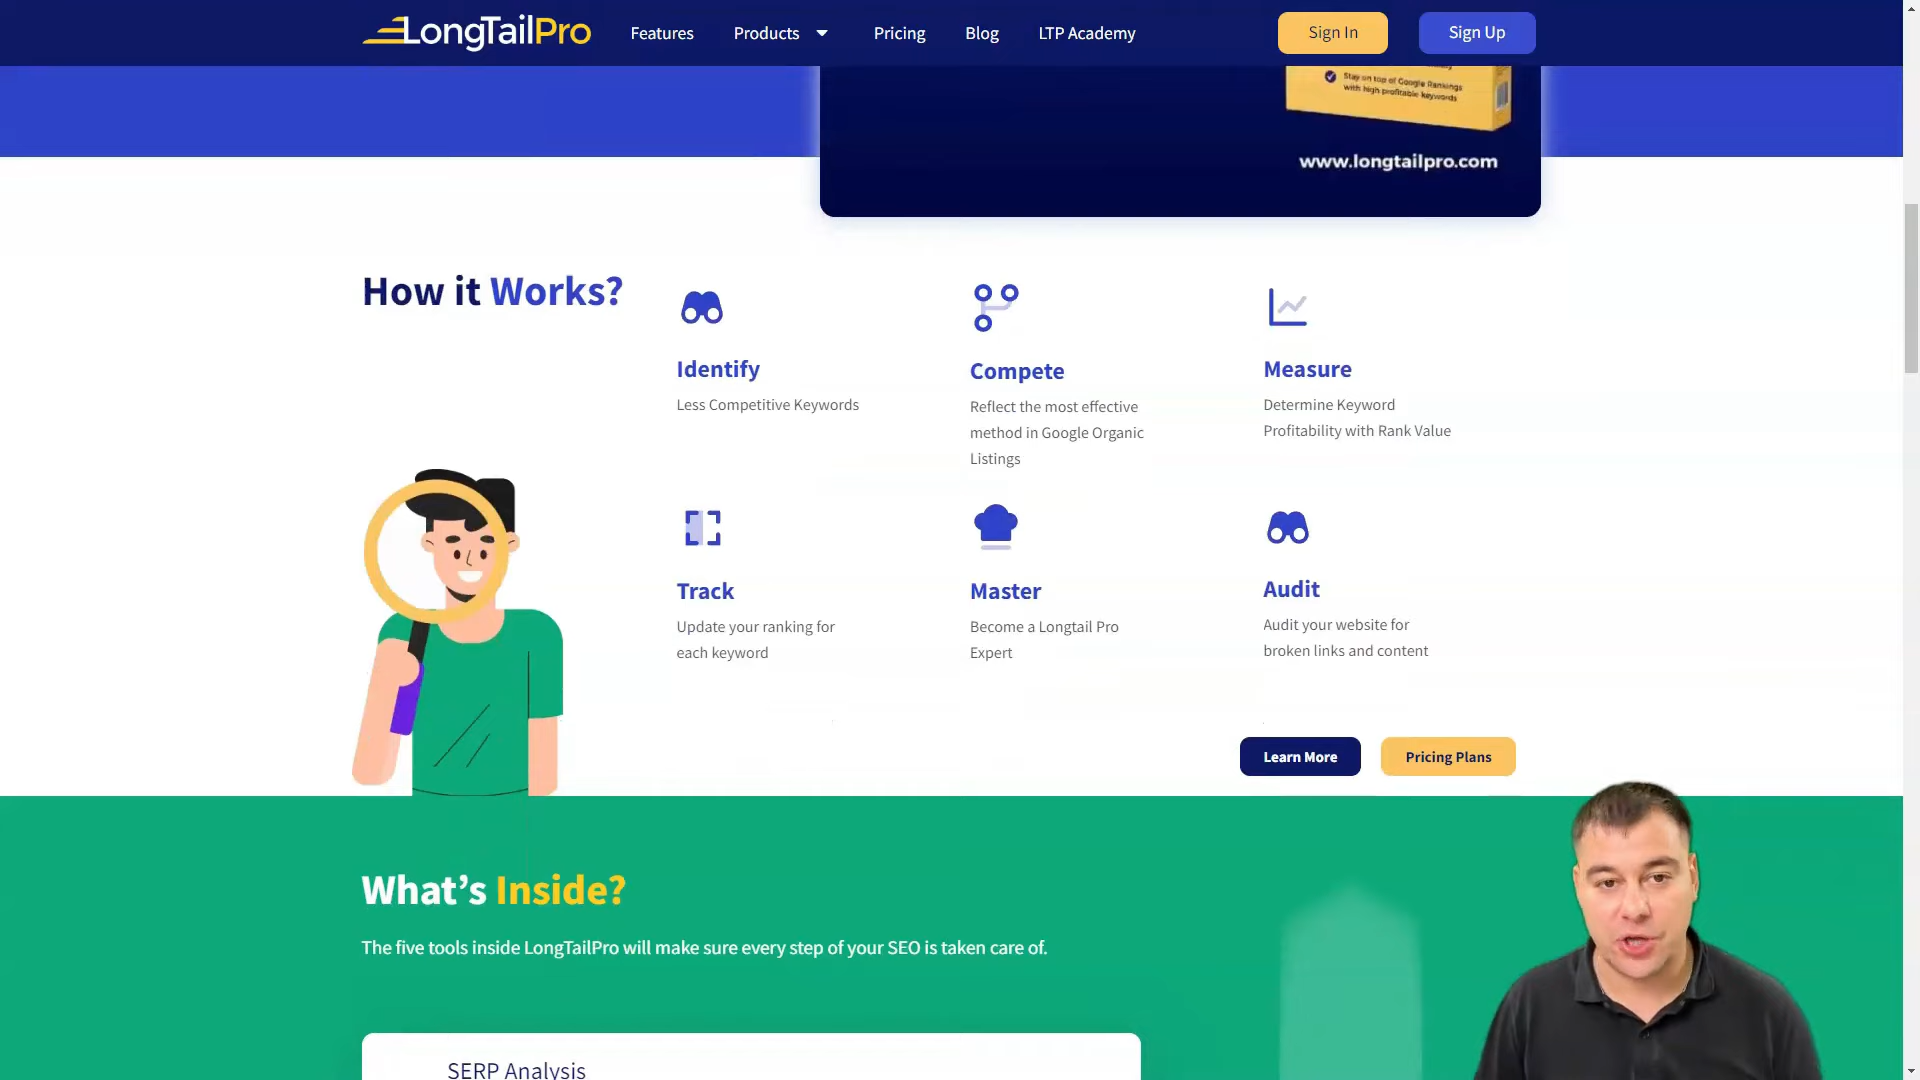 LongTailPro
Features
Products
Pricing
Blog
LTP Academy
Sign In
Sign Up
Stay on top of Google Rankings
with high profitable keywords
www.longtailpro.com
How it Works?
Identify
Less Competitive Keywords
Compete
Reflect the most effective
method in Google Organic
Listings
Measure
Determine Keyword
Profitability with Rank Value
Track
Update your ranking for
each keyword
Master
Become a Longtail Pro
Expert
Audit
Audit your website for
broken links and content
Learn More
Pricing Plans
What’s Inside?
The five tools inside LongTailPro will make sure every step of your SEO is taken care of.
SERP Analysis